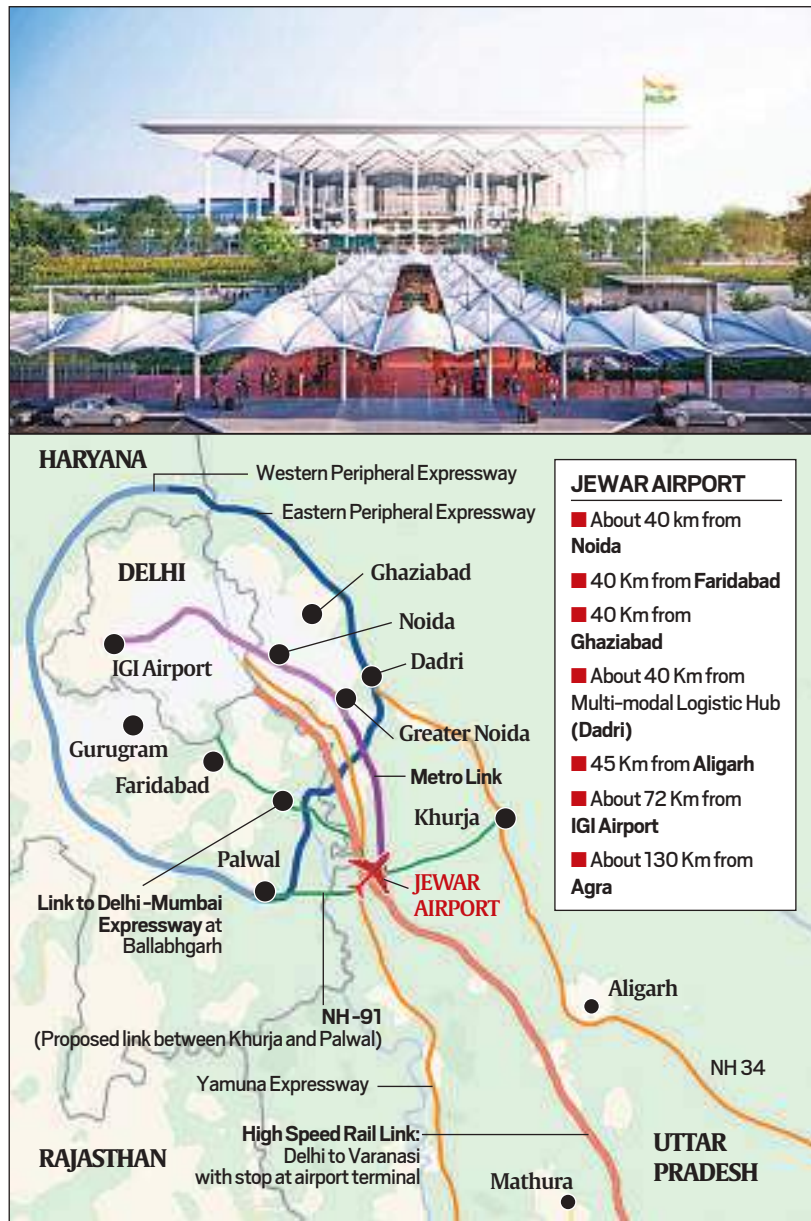 HARYANA
Western Peripheral Expressway
Eastern Peripheral Expressway
DELHI
Ghaziabad
Noida
IGI Airport
Dadri
Gurugram
Greater Noida
Faridabad
Metro Link
Khurja
Palwal
JEWAR
AIRPORT
Link to Delhi-Mumbai
Expressway at
Ballabhgarh
Aligarh
NH-91
(Proposed link between Khurja and Palwal)
NH 34
Yamuna Expressway
High Speed Rail Link:
Delhi to Varanasi
with stop at airport terminal
RAJASTHAN
UTTAR
PRADESH
Mathura
JEWAR AIRPORT
About 40 km from
Noida
40 Km from Faridabad
40 Km from
Ghaziabad
About 40 Km from
Multi-modal Logistic Hub
(Dadri)
45 Km from Aligarh
About 72 Km from
IGI Airport
About 130 Km from
Agra